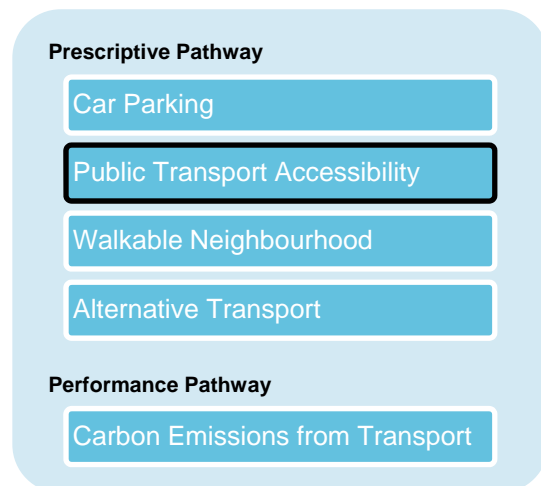 Prescriptive Pathway
Car Parking
Public Transport Accessibility
Walkable Neighbourhood
Alternative Transport
Performance Pathway
Carbon Emissions from Transport